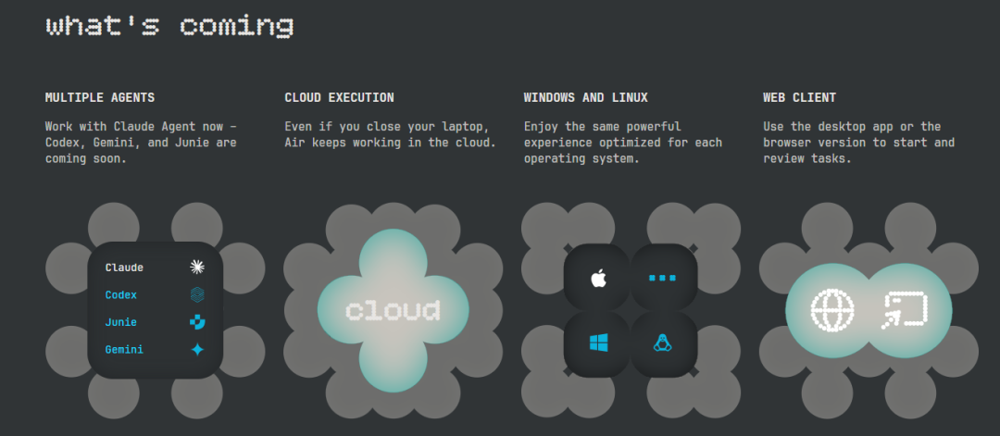 what's coming
MULTIPLE AGENTS
Work with Claude Agent now –
Codex, Gemini, and Junie are
coming soon.
CLOUD EXECUTION
Even if you close your laptop,
Air keeps working in the cloud.
WINDOWS AND LINUX
Enjoy the same powerful
experience optimized for each
operating system.
WEB CLIENT
Use the desktop app or the
browser version to start and
review tasks.
Claude
Codex
Junie
Gemini
cloud